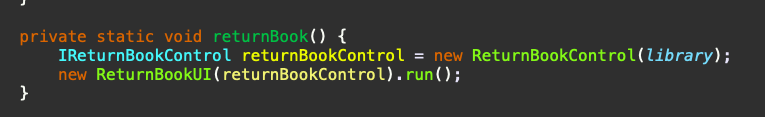 }
private static void returnBook() {
    IReturnBookControl returnBookControl = new ReturnBookControl(library);
    new ReturnBookUI(returnBookControl).run();
}